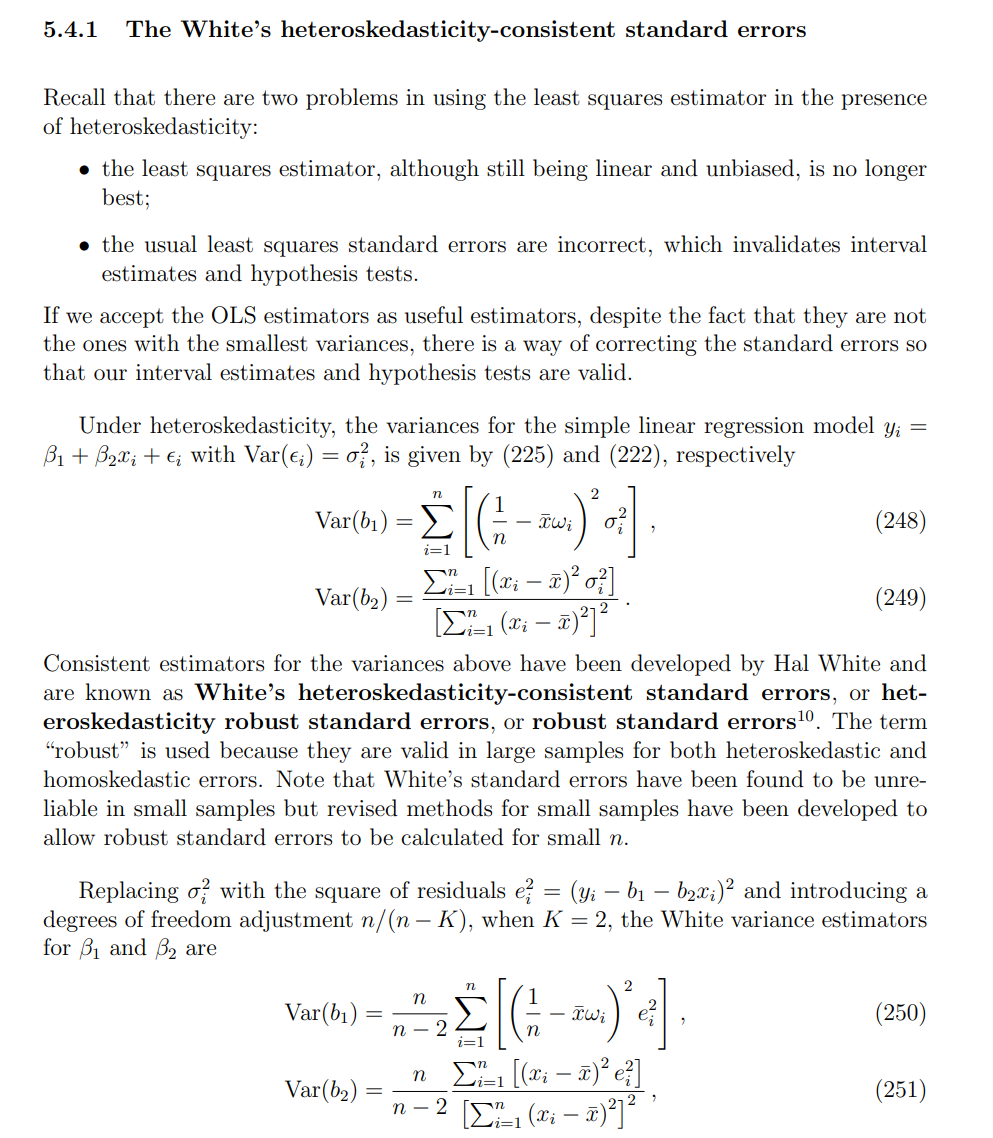 5.4.1 The White’s heteroskedasticity-consistent standard errors
Recall that there are two problems in using the least squares estimator in the presence
of heteroskedasticity:
• the least squares estimator, although still being linear and unbiased, is no longer
best;
• the usual least squares standard errors are incorrect, which invalidates interval
estimates and hypothesis tests.
If we accept the OLS estimators as useful estimators, despite the fact that they are not
the ones with the smallest variances, there is a way of correcting the standard errors so
that our interval estimates and hypothesis tests are valid.
Under heteroskedasticity, the variances for the simple linear regression model $y_i =$
$\beta_1 + \beta_2 x_i + \epsilon_i$ with $\text{Var}(\epsilon_i) = \sigma_i^2$, is given by (225) and (222), respectively
$\text{Var}(b_1) = \sum_{i=1}^{n} \left[ \left( \frac{1}{n} - \bar{x}\omega_i \right)^2 \sigma_i^2 \right],$ (248)
$\text{Var}(b_2) = \frac{\sum_{i=1}^{n} \left[ (x_i - \bar{x})^2 \sigma_i^2 \right]}{\left[ \sum_{i=1}^{n} (x_i - \bar{x})^2 \right]^2}.$ (249)
Consistent estimators for the variances above have been developed by Hal White and
are known as White’s heteroskedasticity-consistent standard errors, or het-
eroskedasticity robust standard errors, or robust standard errors$^{10}$. The term
“robust” is used because they are valid in large samples for both heteroskedastic and
homoskedastic errors. Note that White’s standard errors have been found to be unre-
liable in small samples but revised methods for small samples have been developed to
allow robust standard errors to be calculated for small $n$.
Replacing $\sigma_i^2$ with the square of residuals $e_i^2 = (y_i - b_1 - b_2 x_i)^2$ and introducing a
degrees of freedom adjustment $n/(n - K)$, when $K = 2$, the White variance estimators
for $\beta_1$ and $\beta_2$ are
$\text{Var}(b_1) = \frac{n}{n-2} \sum_{i=1}^{n} \left[ \left( \frac{1}{n} - \bar{x}\omega_i \right)^2 e_i^2 \right],$ (250)
$\text{Var}(b_2) = \frac{n}{n-2} \frac{\sum_{i=1}^{n} \left[ (x_i - \bar{x})^2 e_i^2 \right]}{\left[ \sum_{i=1}^{n} (x_i - \bar{x})^2 \right]^2},$ (251)